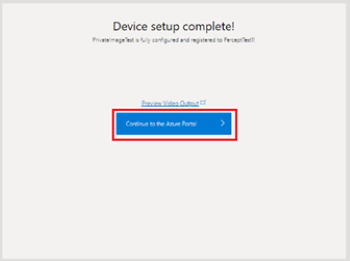 Device setup complete!
PrivateImageTest is fully configured and registered to PerceptTest!!
Preview Video Output
Continue to the Azure Portal